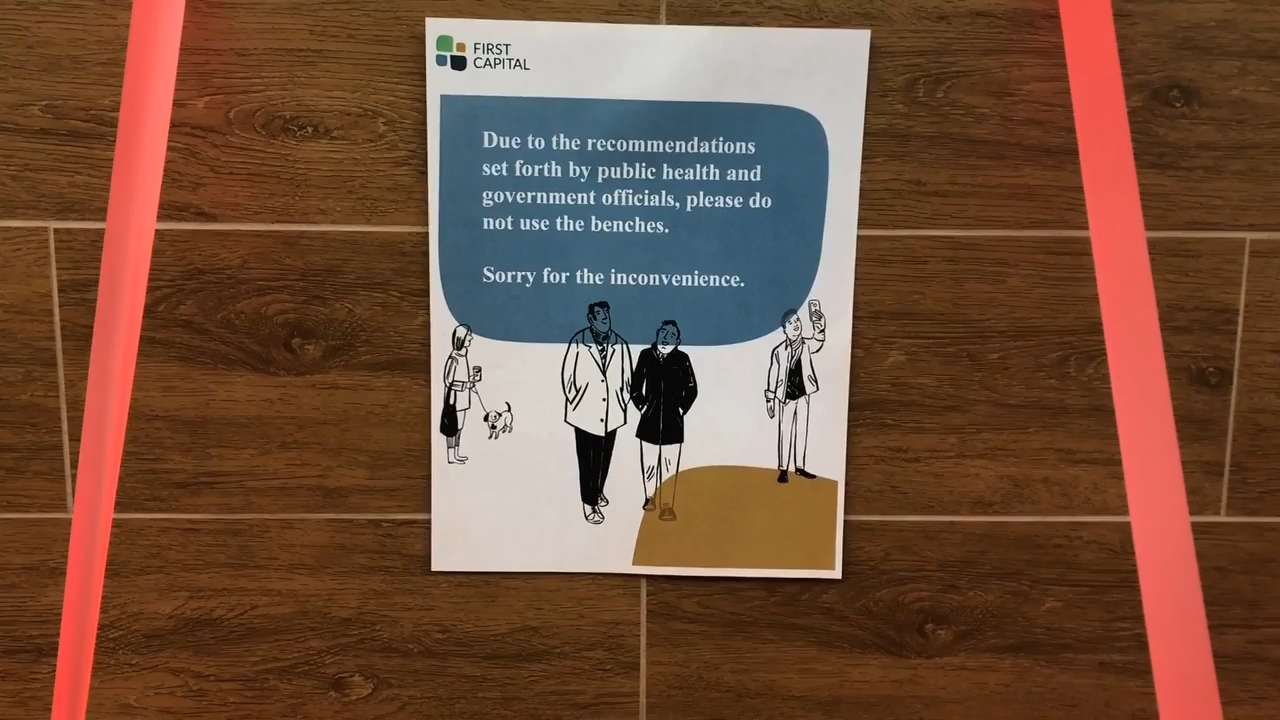 FIRST
CAPITAL
Due to the recommendations
set forth by public health and
government officials, please do
not use the benches.
Sorry for the inconvenience.